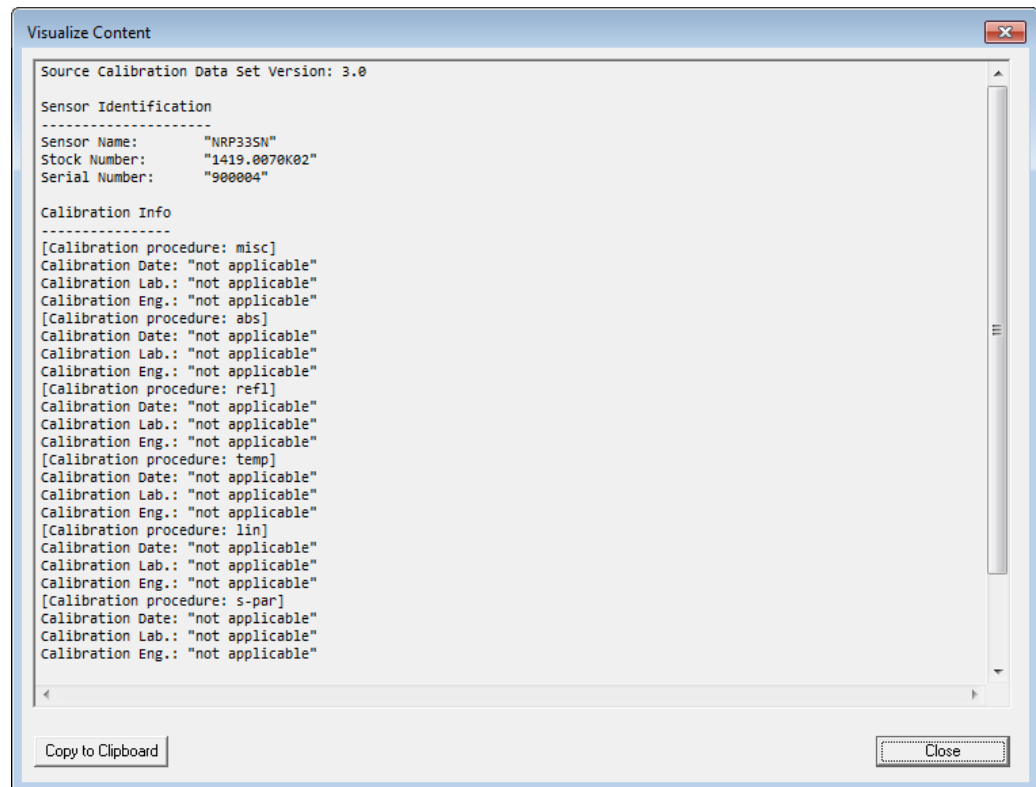 Visualize Content
Source Calibration Data Set Version: 3.0
Sensor Identification
---------------------
Sensor Name: "NRP33SN"
Stock Number: "1419.0070K02"
Serial Number: "900004"
Calibration Info
----------------
[Calibration procedure: misc]
Calibration Date: "not applicable"
Calibration Lab.: "not applicable"
Calibration Eng.: "not applicable"
[Calibration procedure: abs]
Calibration Date: "not applicable"
Calibration Lab.: "not applicable"
Calibration Eng.: "not applicable"
[Calibration procedure: refl]
Calibration Date: "not applicable"
Calibration Lab.: "not applicable"
Calibration Eng.: "not applicable"
[Calibration procedure: temp]
Calibration Date: "not applicable"
Calibration Lab.: "not applicable"
Calibration Eng.: "not applicable"
[Calibration procedure: lin]
Calibration Date: "not applicable"
Calibration Lab.: "not applicable"
Calibration Eng.: "not applicable"
[Calibration procedure: s-par]
Calibration Date: "not applicable"
Calibration Lab.: "not applicable"
Calibration Eng.: "not applicable"
Copy to Clipboard Close